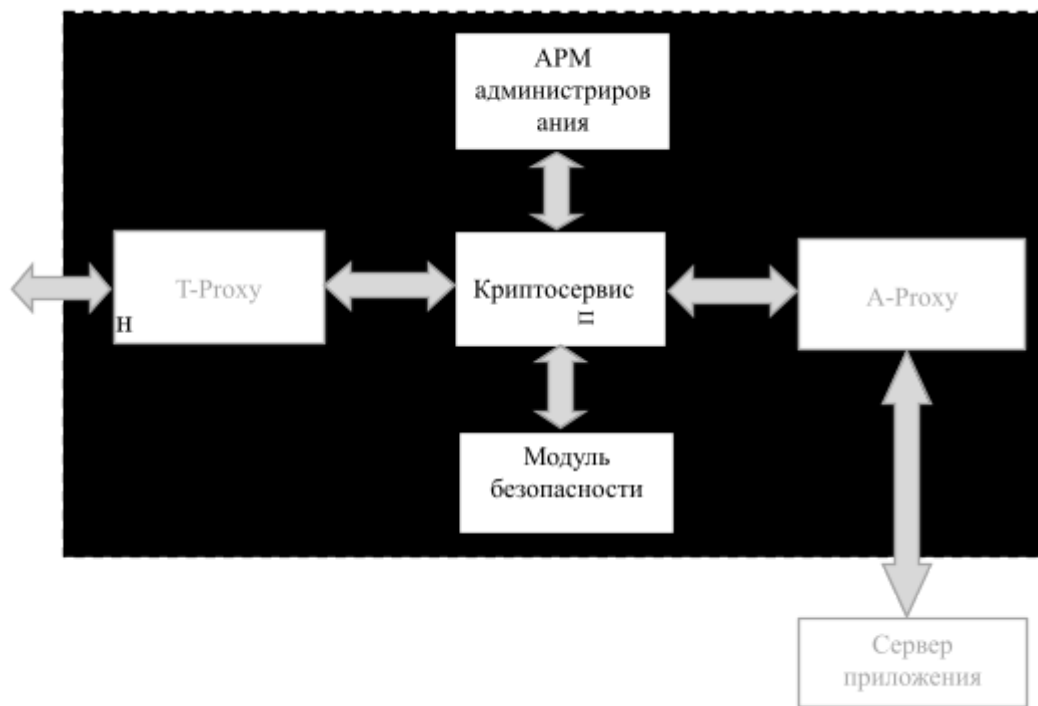 АРМ
администриров
ания
T-Proxy
Н
Криптосервис
П
A-Proxy
Модуль
безопасности
Сервер
приложения